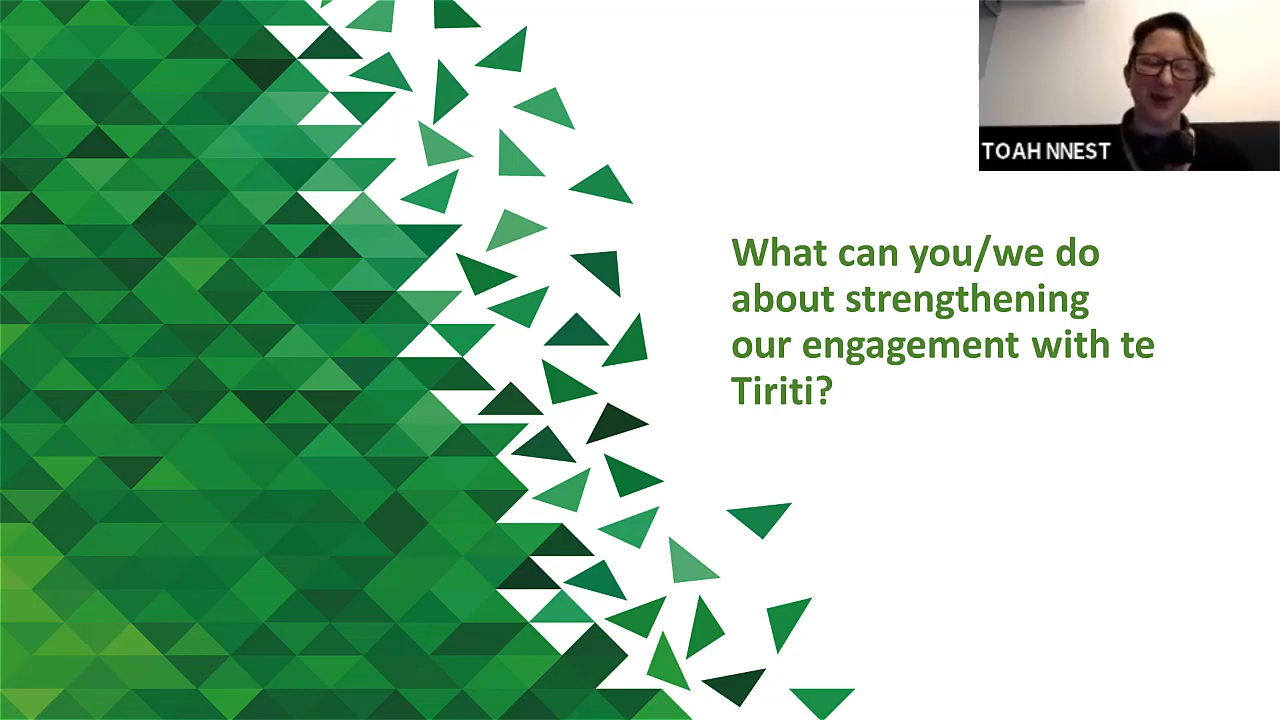 TOAH NNEST
What can you/we do
about strengthening
our engagement with te
Tiriti?